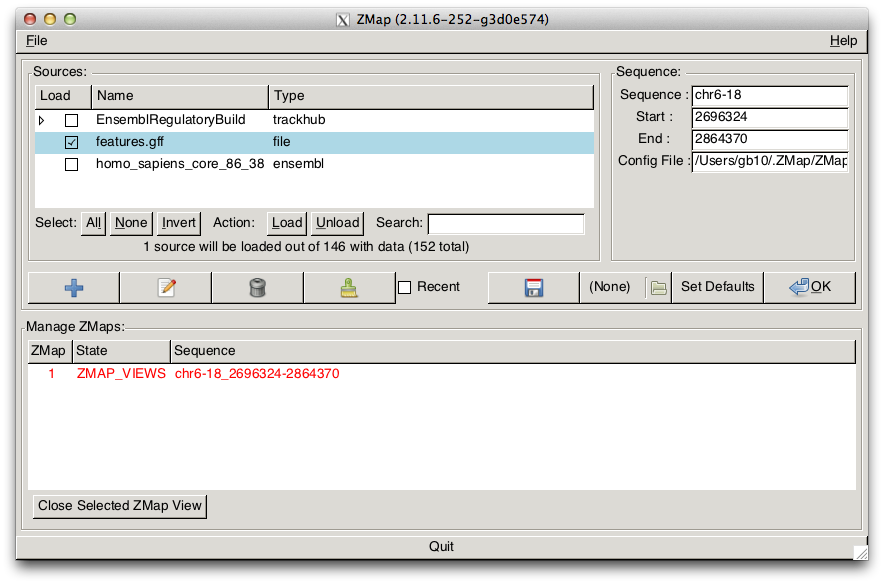 ZMap (2.11.6-252-g3d0e574)
File Help
Sources:
Load Name Type
EnsemblRegulatoryBuild trackhub
features.gff file
homo_sapiens_core_86_38 ensembl
Select: All None Invert Action: Load Unload Search:
1 source will be loaded out of 146 with data (152 total)
Sequence:
Sequence : chr6-18
Start : 2696324
End : 2864370
Config File : /Users/gb10/.ZMap/ZMap
Recent (None) Set Defaults OK
Manage ZMaps:
ZMap State Sequence
1 ZMAP_VIEWS chr6-18_2696324-2864370
Close Selected ZMap View
Quit